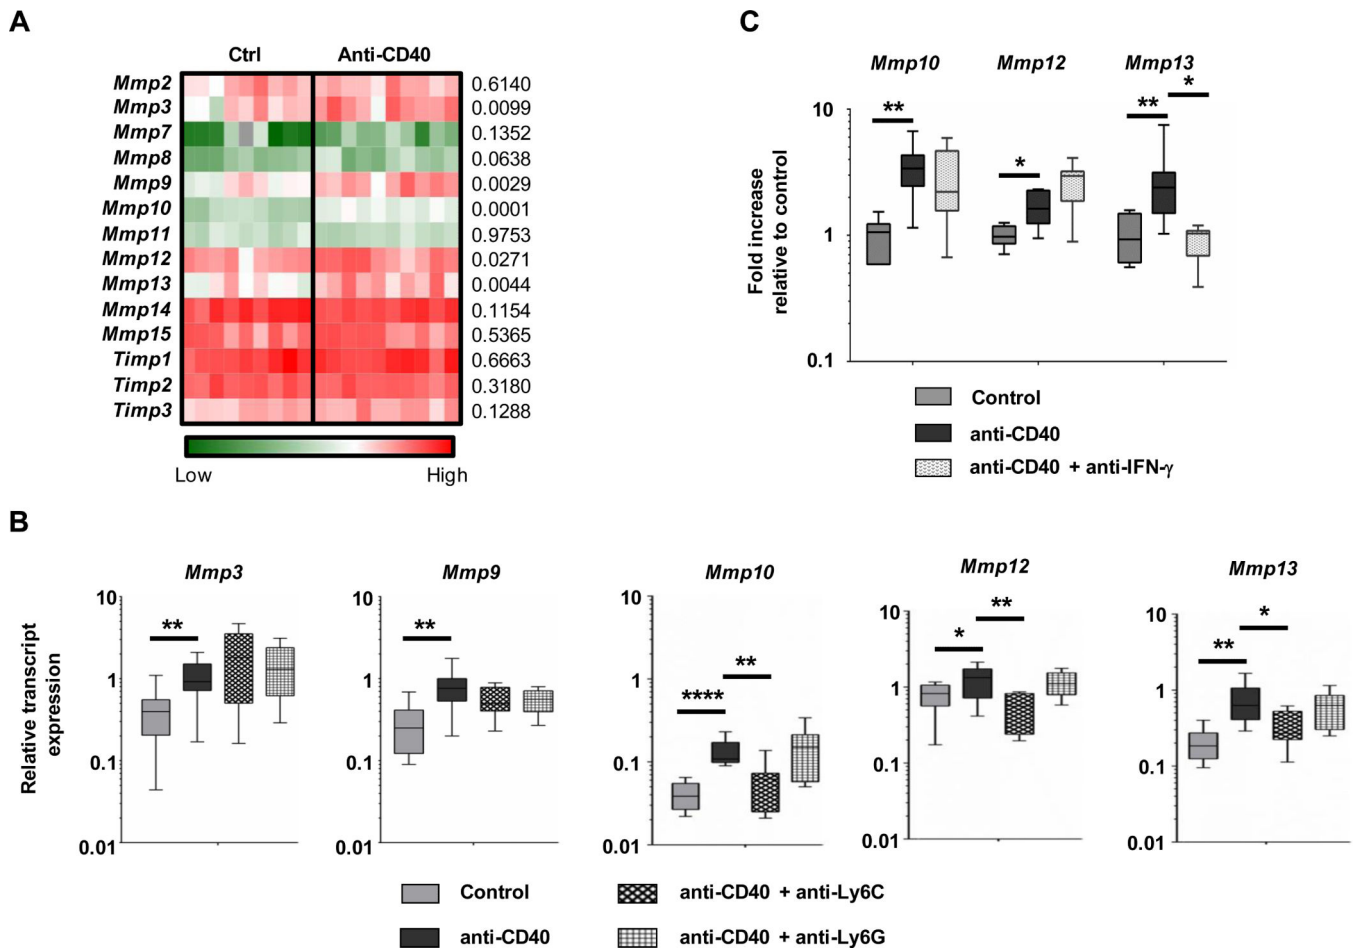 A
Ctrl Anti-CD40
Mmp2 0.6140
Mmp3 0.0099
Mmp7 0.1352
Mmp8 0.0638
Mmp9 0.0029
Mmp10 0.0001
Mmp11 0.9753
Mmp12 0.0271
Mmp13 0.0044
Mmp14 0.1154
Mmp15 0.5365
Timp1 0.6663
Timp2 0.3180
Timp3 0.1288
Low High
C
Mmp10 Mmp12 Mmp13
Fold increase
relative to control
10
1
0.1
** * ** *
Control
anti-CD40
anti-CD40 + anti-IFN-γ
B
Relative transcript
expression
Mmp3
10
1
0.1
0.01
**
Mmp9
10
1
0.1
0.01
**
Mmp10
10
1
0.1
0.01
**** **
Mmp12
10
1
0.1
0.01
* **
Mmp13
10
1
0.1
0.01
** *
Control
anti-CD40
anti-CD40 + anti-Ly6C
anti-CD40 + anti-Ly6G